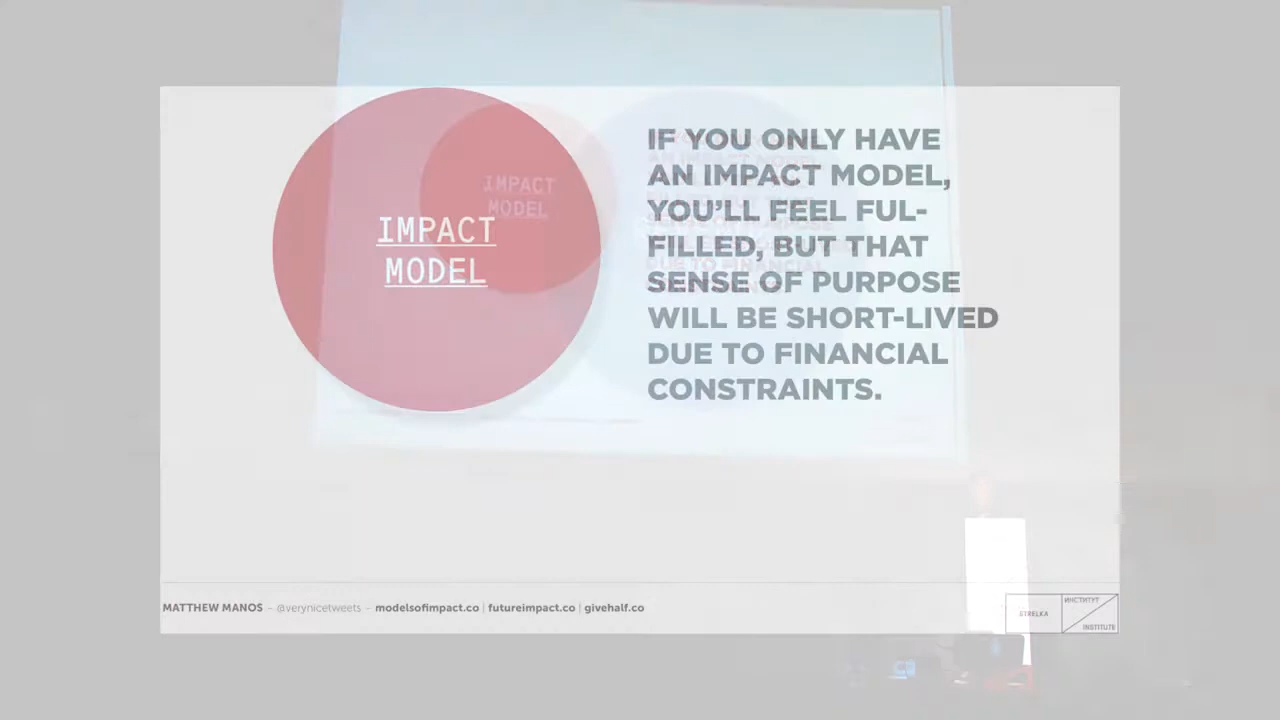 IMPACT
MODEL
IF YOU ONLY HAVE
AN IMPACT MODEL,
YOU'LL FEEL FUL-
FILLED, BUT THAT
SENSE OF PURPOSE
WILL BE SHORT-LIVED
DUE TO FINANCIAL
CONSTRAINTS.
IMPACT
MODEL
MATTHEW MANOS – @verynicetweets – modelsofimpact.co | futureimpact.co | givehalf.co
STRELKA
ИНСТИТУТ
INSTITUTE